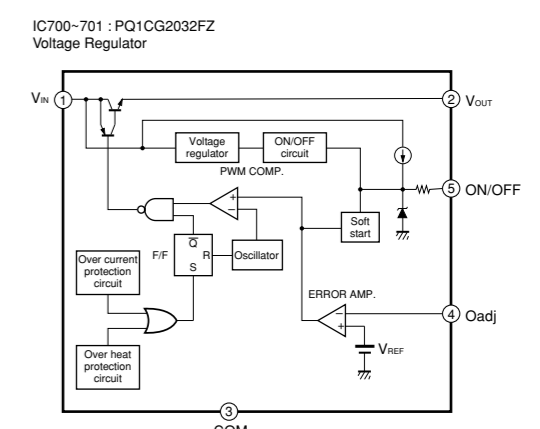 IC700~701 : PQ1CG2032FZ
Voltage Regulator
VIN 1
2 VOUT
Voltage
regulator
ON/OFF
circuit
PWM COMP.
5 ON/OFF
+
−
Soft
start
F/F
Q
R
S
Oscillator
Over current
protection
circuit
ERROR AMP.
−
+
4 Oadj
VREF
Over heat
protection
circuit
3
COM